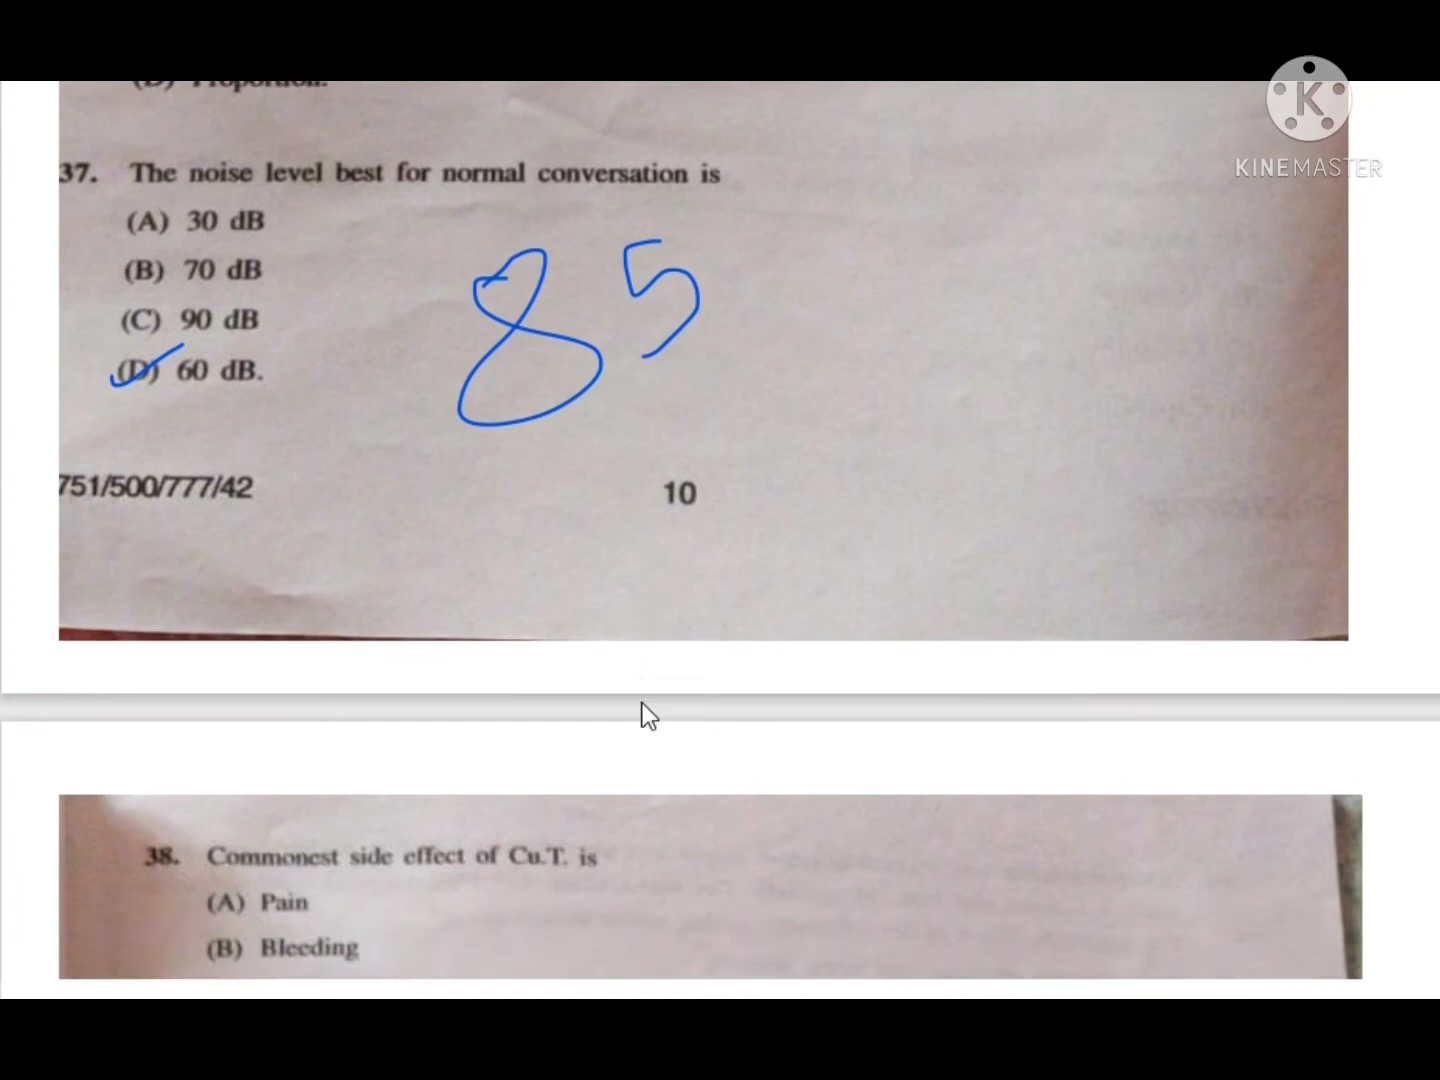 (D) Proportion.
K
KINEMASTER
37. The noise level best for normal conversation is
(A) 30 dB
(B) 70 dB
(C) 90 dB
(D) 60 dB.
85
751/500/777/42
10
38. Commonest side effect of Cu.T. is
(A) Pain
(B) Bleeding